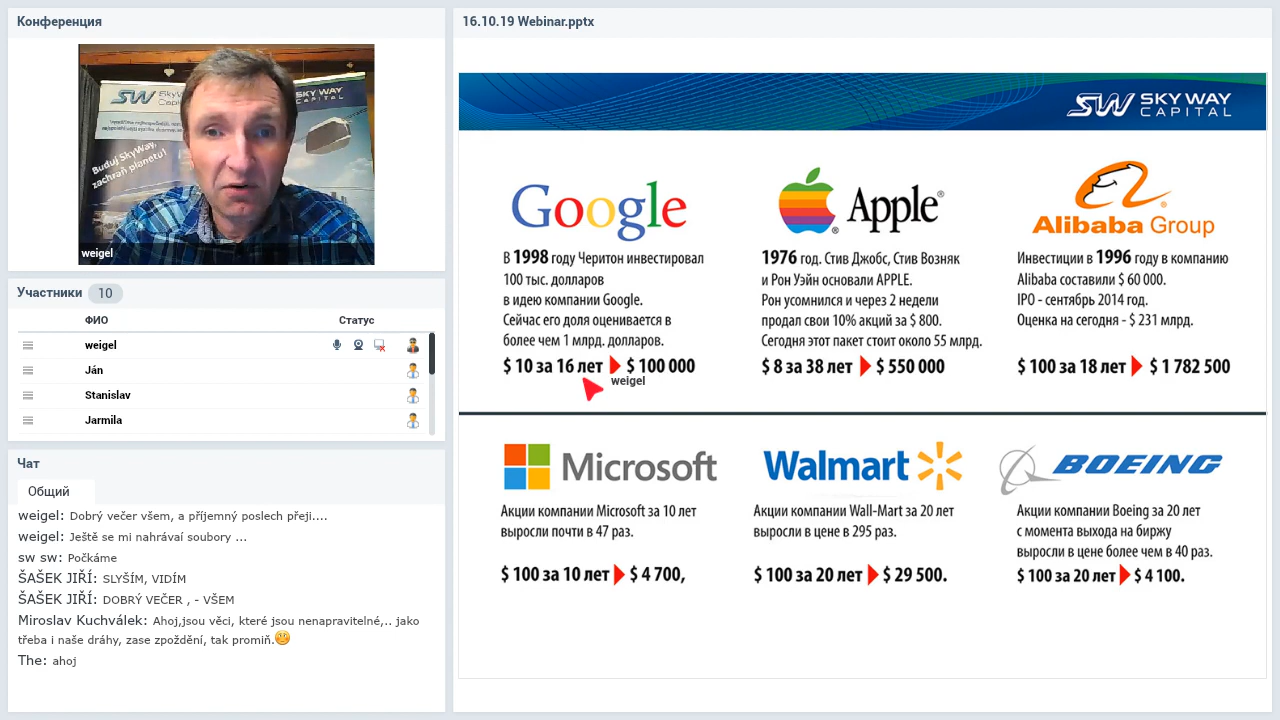 Конференция
SW SkyWay Capital
SKY WAY CAPITAL
Buduj SkyWay,
zachraň planetu!
weigel
Участники 10
ФИО Статус
weigel
Ján
Stanislav
Jarmila
Чат
Общий
weigel: Dobrý večer všem, a příjemný poslech přeji....
weigel: Ještě se mi nahrávaí soubory ...
sw sw: Počkáme
ŠAŠEK JIŘÍ: SLYŠÍM, VIDÍM
ŠAŠEK JIŘÍ: DOBRÝ VEČER , - VŠEM
Miroslav Kuchválek: Ahoj,jsou věci, které jsou nenapravitelné,.. jako
třeba i naše dráhy, zase zpoždění, tak promiň.
The: ahoj
16.10.19 Webinar.pptx
SW SKY WAY
CAPITAL
Google
В 1998 году Черитон инвестировал
100 тыс. долларов
в идею компании Google.
Сейчас его доля оценивается в
более чем 1 млрд. долларов.
$ 10 за 16 лет $ 100 000
weigel
Apple®
1976 год. Стив Джобс, Стив Возняк
и Рон Уэйн основали APPLE.
Рон усомнился и через 2 недели
продал свои 10% акций за $ 800.
Сегодня этот пакет стоит около 55 млрд.
$ 8 за 38 лет $ 550 000
Alibaba Group
Инвестиции в 1996 году в компанию
Alibaba составили $ 60 000.
IPO - сентябрь 2014 год.
Оценка на сегодня - $ 231 млрд.
$ 100 за 18 лет $ 1 782 500
Microsoft
Акции компании Microsoft за 10 лет
выросли почти в 47 раз.
$ 100 за 10 лет $ 4 700,
Walmart
Акции компании Wall-Mart за 20 лет
выросли в цене в 295 раз.
$ 100 за 20 лет $ 29 500.
BOEING
Акции компании Boeing за 20 лет
с момента выхода на биржу
выросли в цене более чем в 40 раз.
$ 100 за 20 лет $ 4 100.